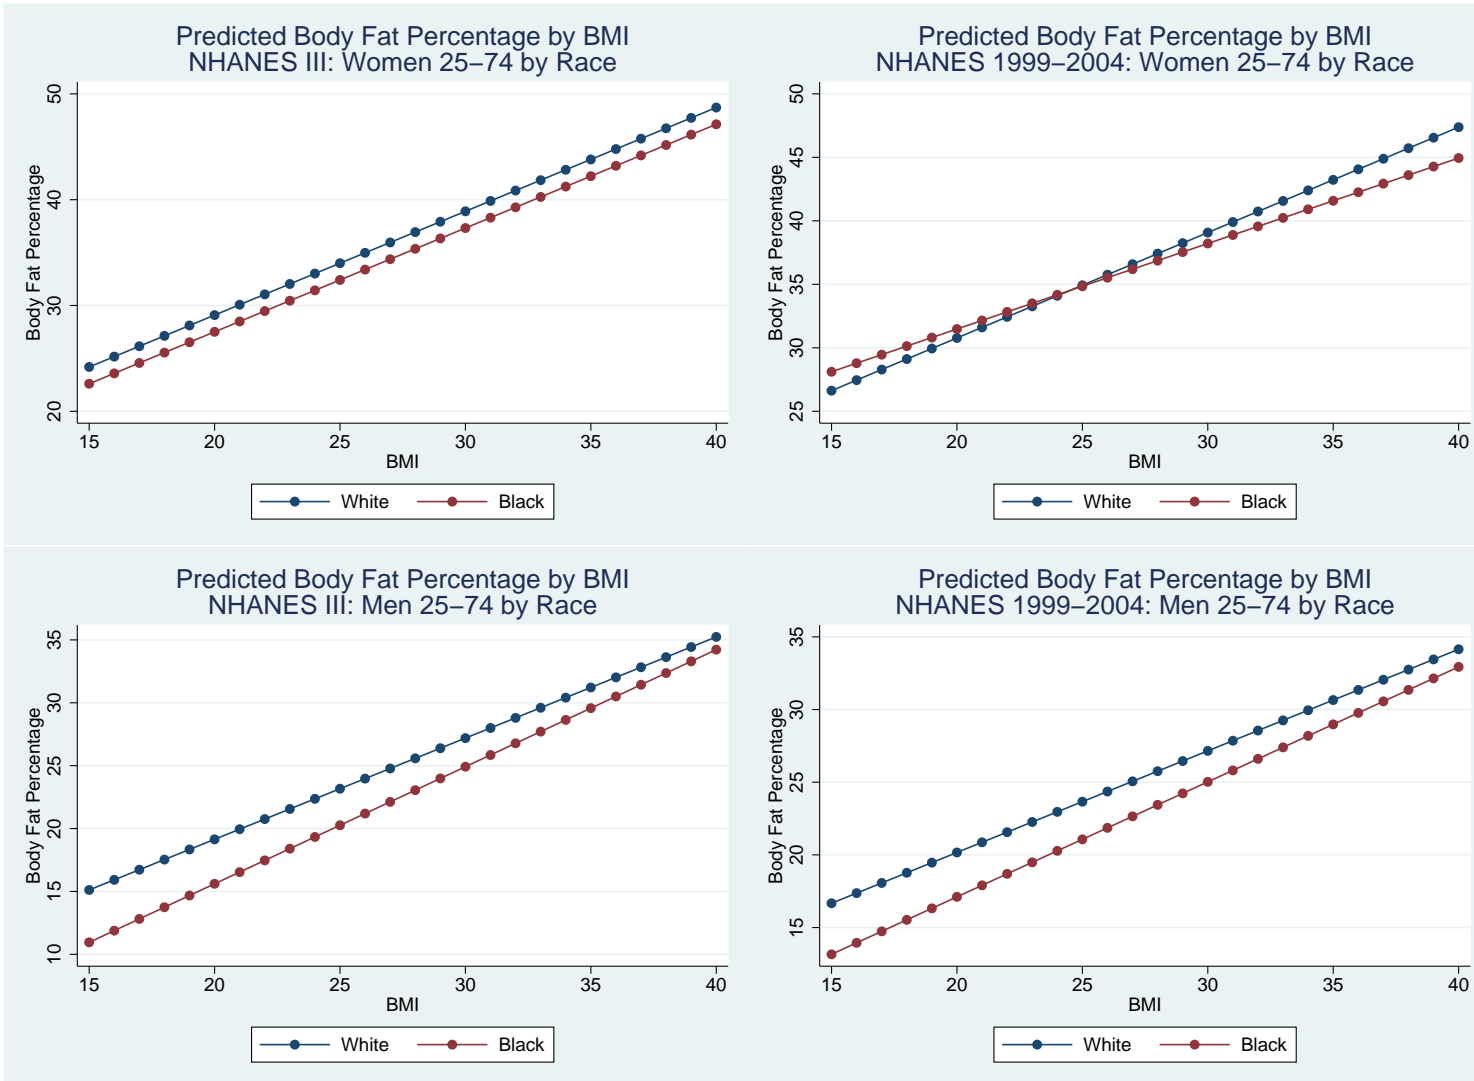 Predicted Body Fat Percentage by BMI
NHANES III: Women 25−74 by Race
Body Fat Percentage
50
40
30
20
15 20 25 30 35 40
BMI
White Black
Predicted Body Fat Percentage by BMI
NHANES 1999−2004: Women 25−74 by Race
Body Fat Percentage
50
45
40
35
30
25
15 20 25 30 35 40
BMI
White Black
Predicted Body Fat Percentage by BMI
NHANES III: Men 25−74 by Race
Body Fat Percentage
35
30
25
20
15
10
15 20 25 30 35 40
BMI
White Black
Predicted Body Fat Percentage by BMI
NHANES 1999−2004: Men 25−74 by Race
Body Fat Percentage
35
30
25
20
15
15 20 25 30 35 40
BMI
White Black